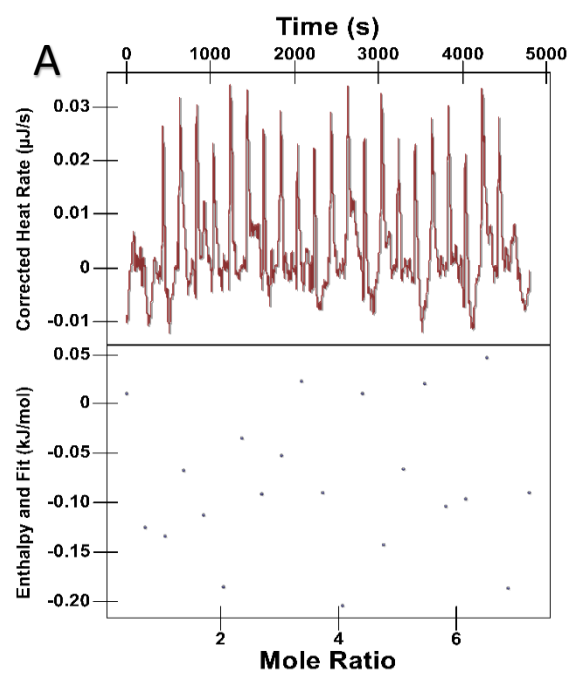 A
Time (s)
0 1000 2000 3000 4000 5000
Corrected Heat Rate (µJ/s)
0.03
0.02
0.01
0
-0.01
Enthalpy and Fit (kJ/mol)
0.05
0
-0.05
-0.10
-0.15
-0.20
2 4 6
Mole Ratio